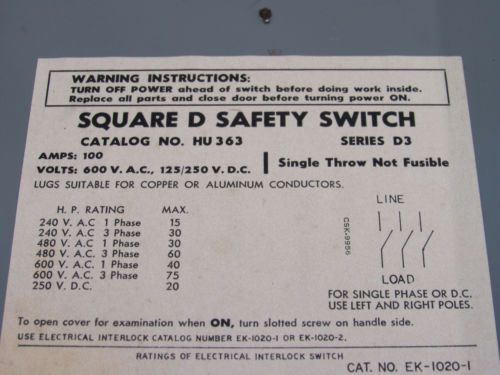 WARNING INSTRUCTIONS:
TURN OFF POWER ahead of switch before doing work inside.
Replace all parts and close door before turning power ON.
SQUARE D SAFETY SWITCH
CATALOG NO. HU 363 SERIES D3
AMPS: 100
VOLTS: 600 V. A.C., 125/250 V. D.C.
Single Throw Not Fusible
LUGS SUITABLE FOR COPPER OR ALUMINUM CONDUCTORS.
H. P. RATING MAX.
240 V. A.C 1 Phase 15
240 V. A.C 3 Phase 30
480 V. A.C 1 Phase 30
480 V. A.C 3 Phase 60
600 V. A.C 1 Phase 40
600 V. A.C 3 Phase 75
250 V. D.C. 20
CSK-9956
LINE
LOAD
FOR SINGLE PHASE OR D.C.
USE LEFT AND RIGHT POLES.
To open cover for examination when ON, turn slotted screw on handle side.
USE ELECTRICAL INTERLOCK CATALOG NUMBER EK-1020-1 OR EK-1020-2.
RATINGS OF ELECTRICAL INTERLOCK SWITCH
CAT. NO. EK-1020-1